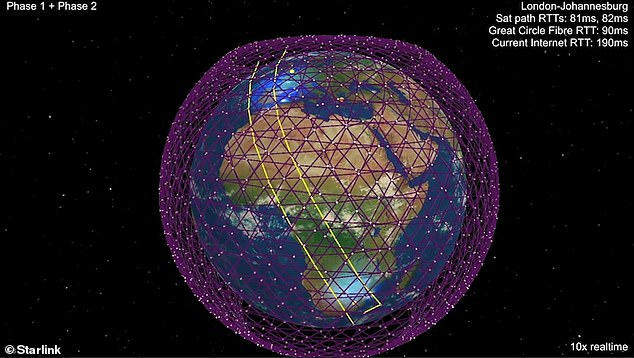 Phase 1 + Phase 2
London-Johannesburg
Sat path RTTs: 81ms, 82ms
Great Circle Fibre RTT: 90ms
Current Internet RTT: 190ms
© Starlink
10x realtime